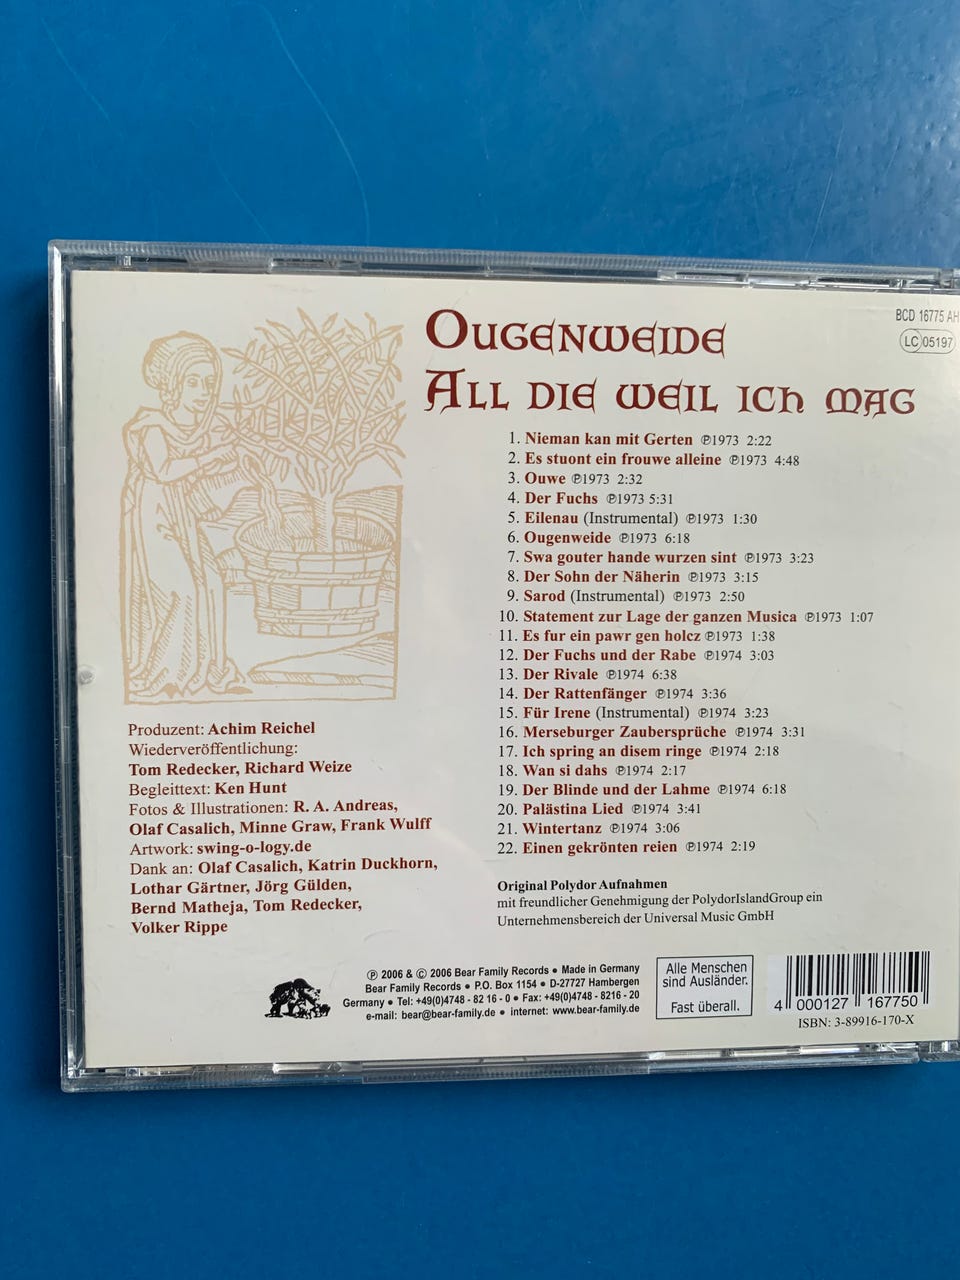 OUGENWEIDE
BCD 16775 AH
LC 05197
ALL DIE WEIL ICH MAG
1. Nieman kan mit Gerten ℗1973 2:22
2. Es stuont ein frouwe alleine ℗1973 4:48
3. Ouwe ℗1973 2:32
4. Der Fuchs ℗1973 5:31
5. Eilenau (Instrumental) ℗1973 1:30
6. Ougenweide ℗1973 6:18
7. Swa gouter hande wurzen sint ℗1973 3:23
8. Der Sohn der Näherin ℗1973 3:15
9. Sarod (Instrumental) ℗1973 2:50
10. Statement zur Lage der ganzen Musica ℗1973 1:07
11. Es fur ein pawr gen holcz ℗1973 1:38
12. Der Fuchs und der Rabe ℗1974 3:03
13. Der Rivale ℗1974 6:38
14. Der Rattenfänger ℗1974 3:36
15. Für Irene (Instrumental) ℗1974 3:23
16. Merseburger Zaubersprüche ℗1974 3:31
17. Ich spring an disem ringe ℗1974 2:18
18. Wan si dahs ℗1974 2:17
19. Der Blinde und der Lahme ℗1974 6:18
20. Palästina Lied ℗1974 3:41
21. Wintertanz ℗1974 3:06
22. Einen gekrönten reien ℗1974 2:19
Produzent: Achim Reichel
Wiederveröffentlichung:
Tom Redecker, Richard Weize
Begleittext: Ken Hunt
Fotos & Illustrationen: R. A. Andreas,
Olaf Casalich, Minne Graw, Frank Wulff
Artwork: swing-o-logy.de
Dank an: Olaf Casalich, Katrin Duckhorn,
Lothar Gärtner, Jörg Gülden,
Bernd Matheja, Tom Redecker,
Volker Rippe
Original Polydor Aufnahmen
mit freundlicher Genehmigung der PolydorIslandGroup ein
Unternehmensbereich der Universal Music GmbH
℗ 2006 & © 2006 Bear Family Records • Made in Germany
Bear Family Records • P.O. Box 1154 • D-27727 Hambergen
Germany • Tel: +49(0)4748 - 82 16 - 0 • Fax: +49(0)4748 - 8216 - 20
e-mail: bear@bear-family.de • internet: www.bear-family.de
Alle Menschen
sind Ausländer.
Fast überall.
4 000127 167750
ISBN: 3-89916-170-X